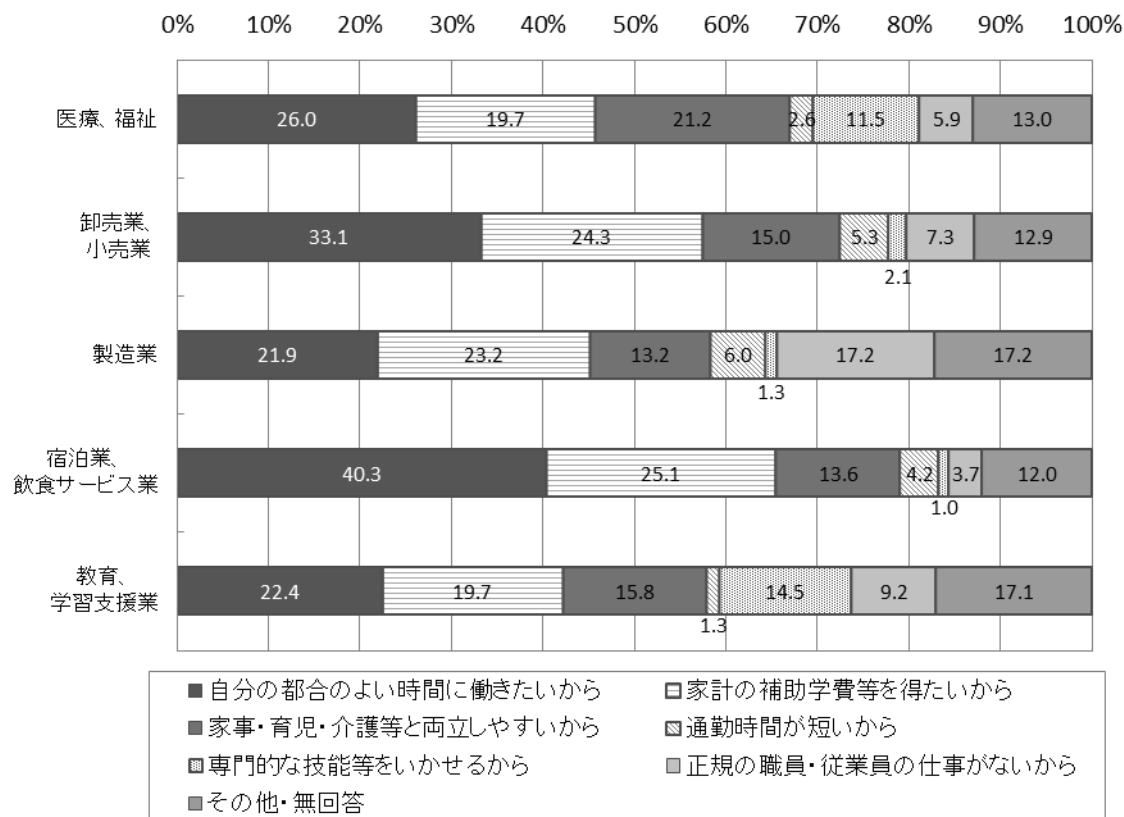 0% 10% 20% 30% 40% 50% 60% 70% 80% 90% 100%
医療、福祉
26.0 19.7 21.2 2.6 11.5 5.9 13.0
卸売業、
小売業
33.1 24.3 15.0 5.3 7.3 12.9
2.1
製造業
21.9 23.2 13.2 6.0 17.2 17.2
1.3
宿泊業、
飲食サービス業
40.3 25.1 13.6 4.2 3.7 12.0
1.0
教育、
学習支援業
22.4 19.7 15.8 14.5 9.2 17.1
1.3
自分の都合のよい時間に働きたいから 家計の補助学費等を得たいから
家事・育児・介護等と両立しやすいから 通勤時間が短いから
専門的な技能等をいかせるから 正規の職員・従業員の仕事がないから
その他・無回答